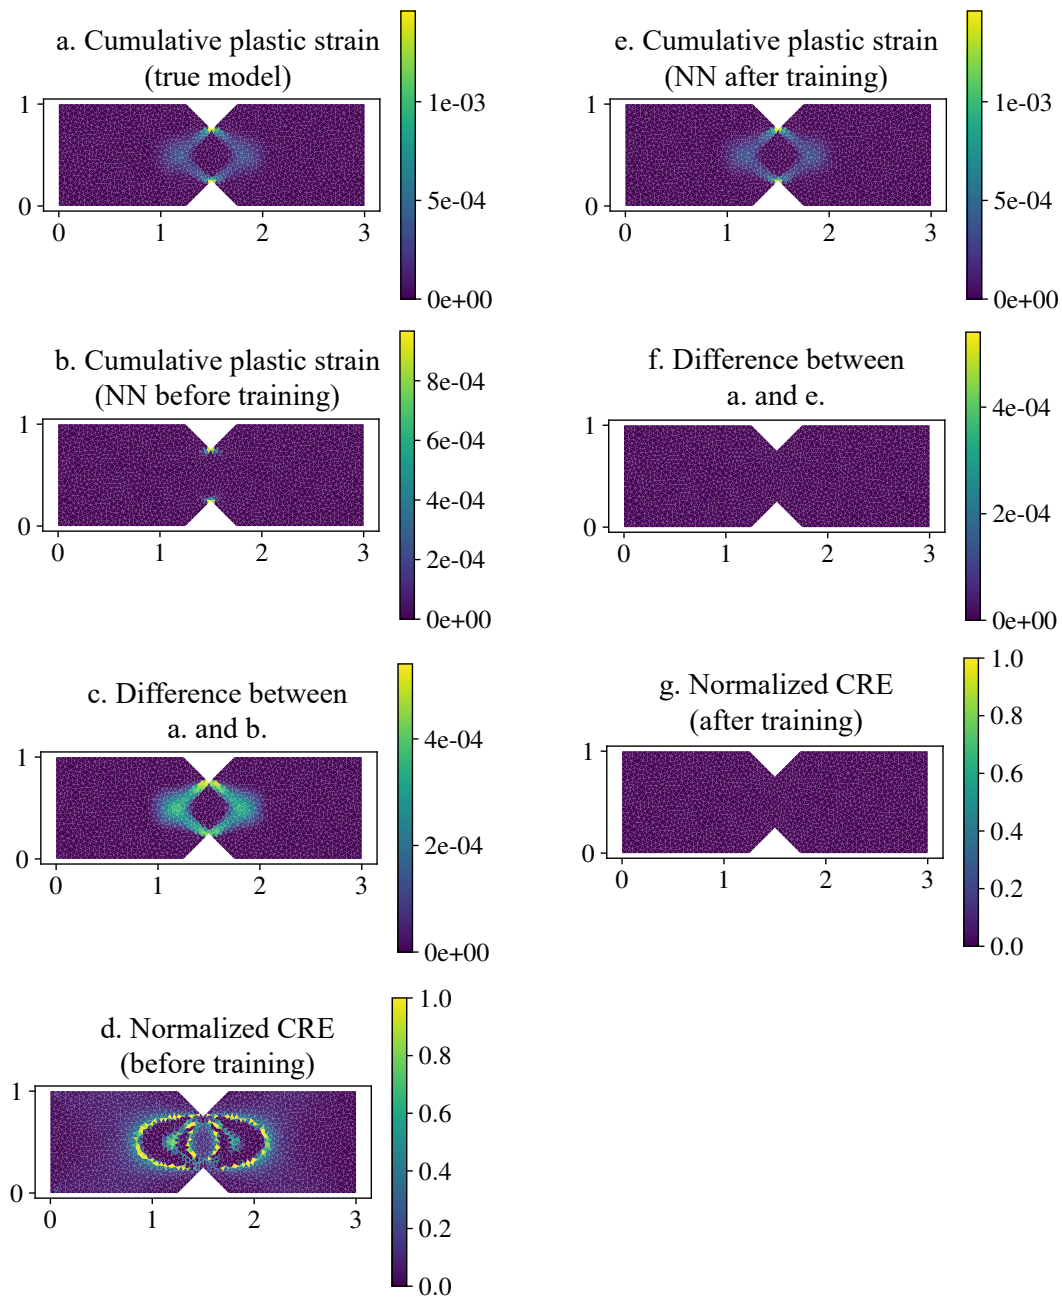 a. Cumulative plastic strain
(true model)
1e-03
5e-04
0e+00
1
0
0
1
2
3
e. Cumulative plastic strain
(NN after training)
1e-03
5e-04
0e+00
1
0
0
1
2
3
b. Cumulative plastic strain
(NN before training)
8e-04
6e-04
4e-04
2e-04
0e+00
1
0
0
1
2
3
f. Difference between
a. and e.
4e-04
2e-04
0e+00
1
0
0
1
2
3
c. Difference between
a. and b.
4e-04
2e-04
0e+00
1
0
0
1
2
3
g. Normalized CRE
(after training)
1.0
0.8
0.6
0.4
0.2
0.0
1
0
0
1
2
3
d. Normalized CRE
(before training)
1.0
0.8
0.6
0.4
0.2
0.0
1
0
0
1
2
3